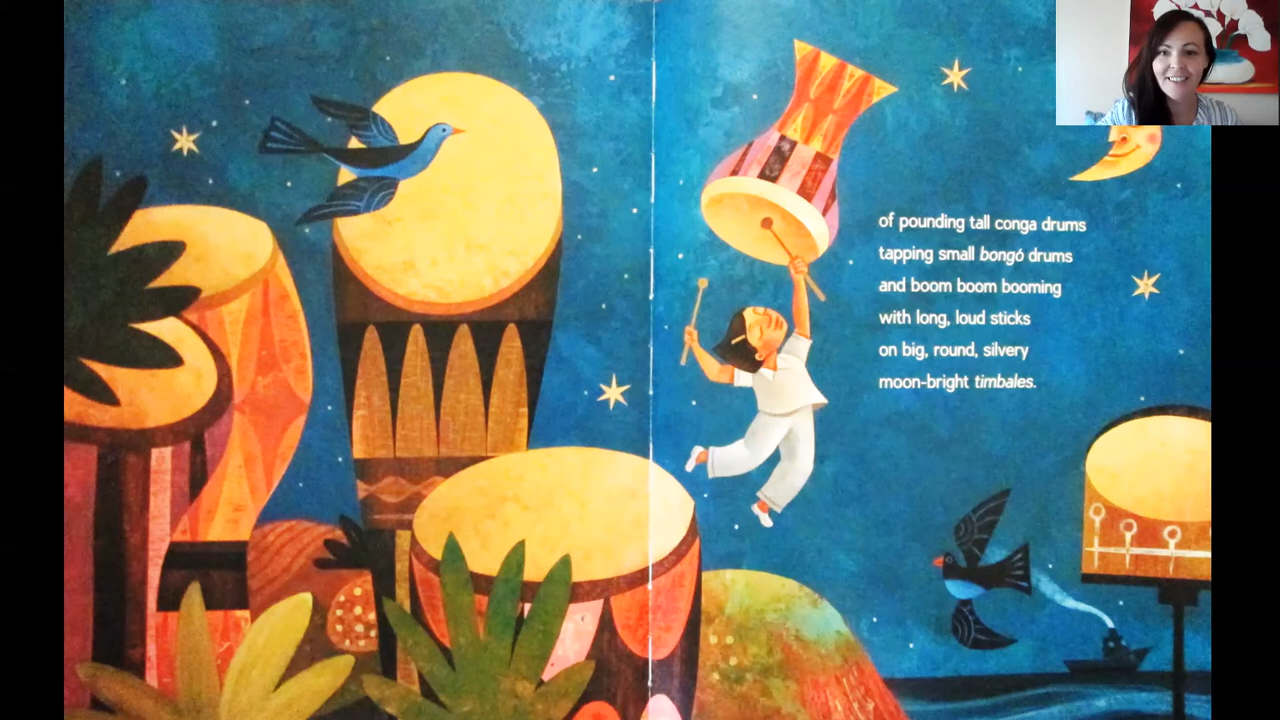 of pounding tall conga drums
tapping small bongó drums
and boom boom booming
with long, loud sticks
on big, round, silvery
moon-bright timbales.